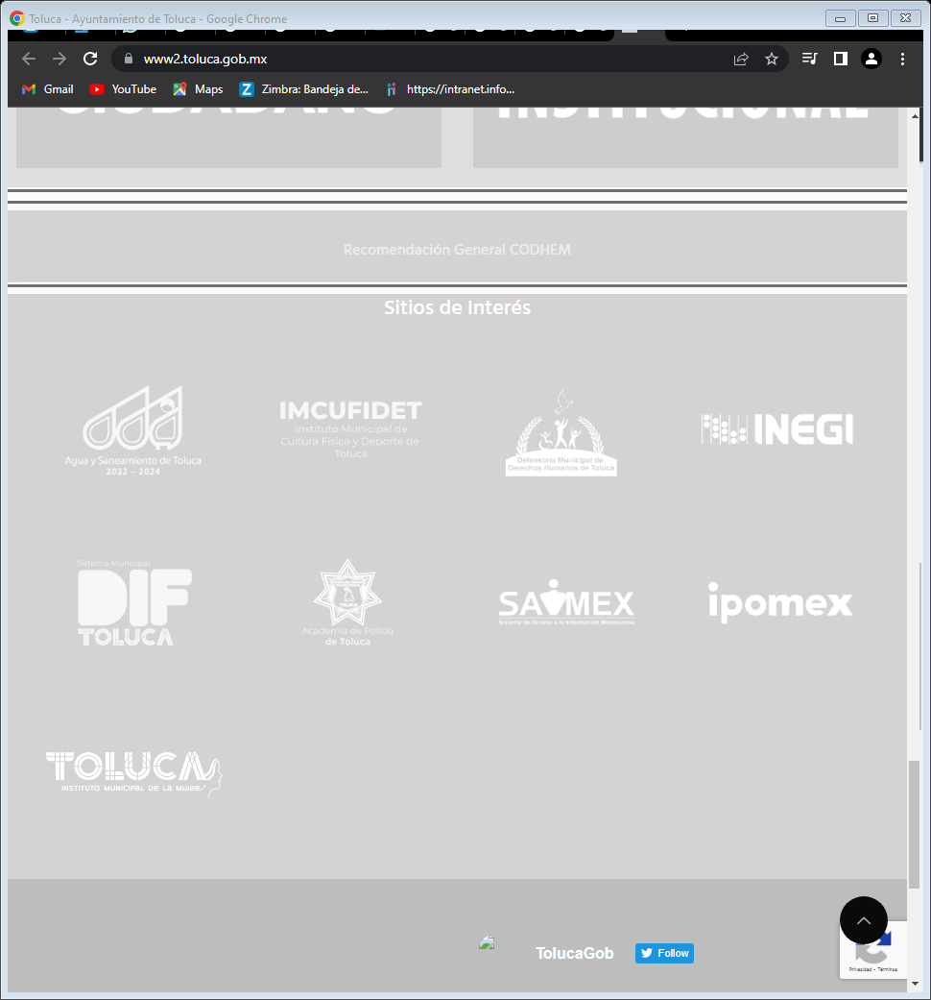 Toluca - Ayuntamiento de Toluca - Google Chrome
www2.toluca.gob.mx
Gmail YouTube Maps Zimbra: Bandeja de... https://intranet.info...
CIUDADANO INSTITUCIONAL
Recomendación General CODHEM
Sitios de Interés
Agua y Saneamiento de Toluca
2022 - 2024
IMCUFIDET
Instituto Municipal de
Cultura Física y Deporte de
Toluca
Defensoría Municipal de
Derechos Humanos de Toluca
INEGI
Sistema Municipal
DIF
TOLUCA
TOLUCA
Academia de Policía
de Toluca
SAIMEX
Sistema de Acceso a la Información Mexiquense
ipomex
TOLUCA
INSTITUTO MUNICIPAL DE LA MUJER
TolucaGob Follow
Privacidad - Términos